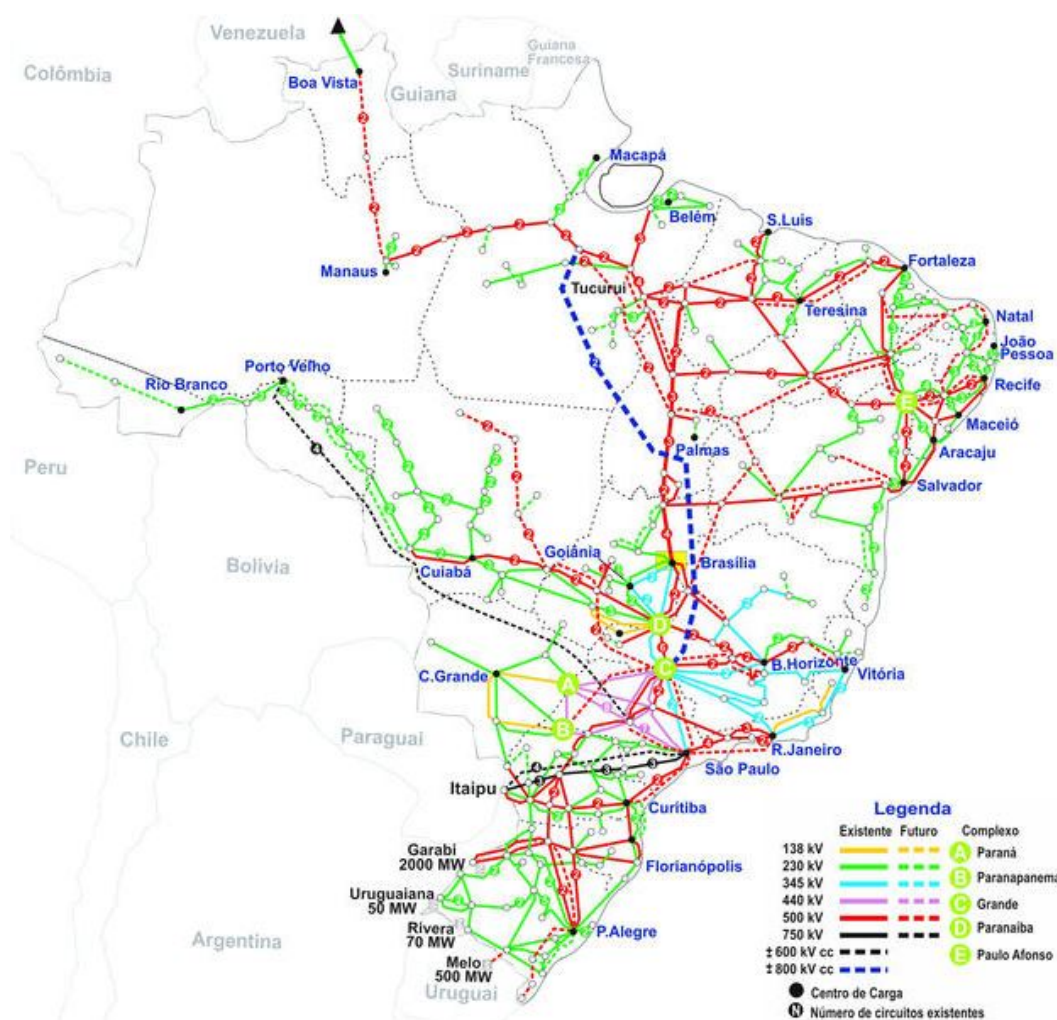 Venezuela
Guiana
Francesa
Colômbia
Suriname
Boa Vista
Guiana
Macapá
Belém
S.Luis
Manaus
Fortaleza
Tucuruí
Teresina
Natal
João
Pessoa
Porto Velho
Rio Branco
Recife
E
Maceió
Palmas
Aracaju
Peru
Salvador
Goiânia
Brasília
Cuiabá
Bolívia
D
B.Horizonte
C
Vitória
C.Grande
A
B
Chile
Paraguai
R.Janeiro
São Paulo
Itaipu
Curitiba
Garabi
2000 MW
Florianópolis
Uruguaiana
50 MW
Rivera
70 MW
P.Alegre
Argentina
Melo
500 MW
Uruguai
Legenda
Existente Futuro Complexo
138 kV A Paraná
230 kV
345 kV B Paranapanema
440 kV C Grande
500 kV
750 kV D Paranaíba
±600 kV cc E Paulo Afonso
±800 kV cc
Centro de Carga
N Número de circuitos existentes